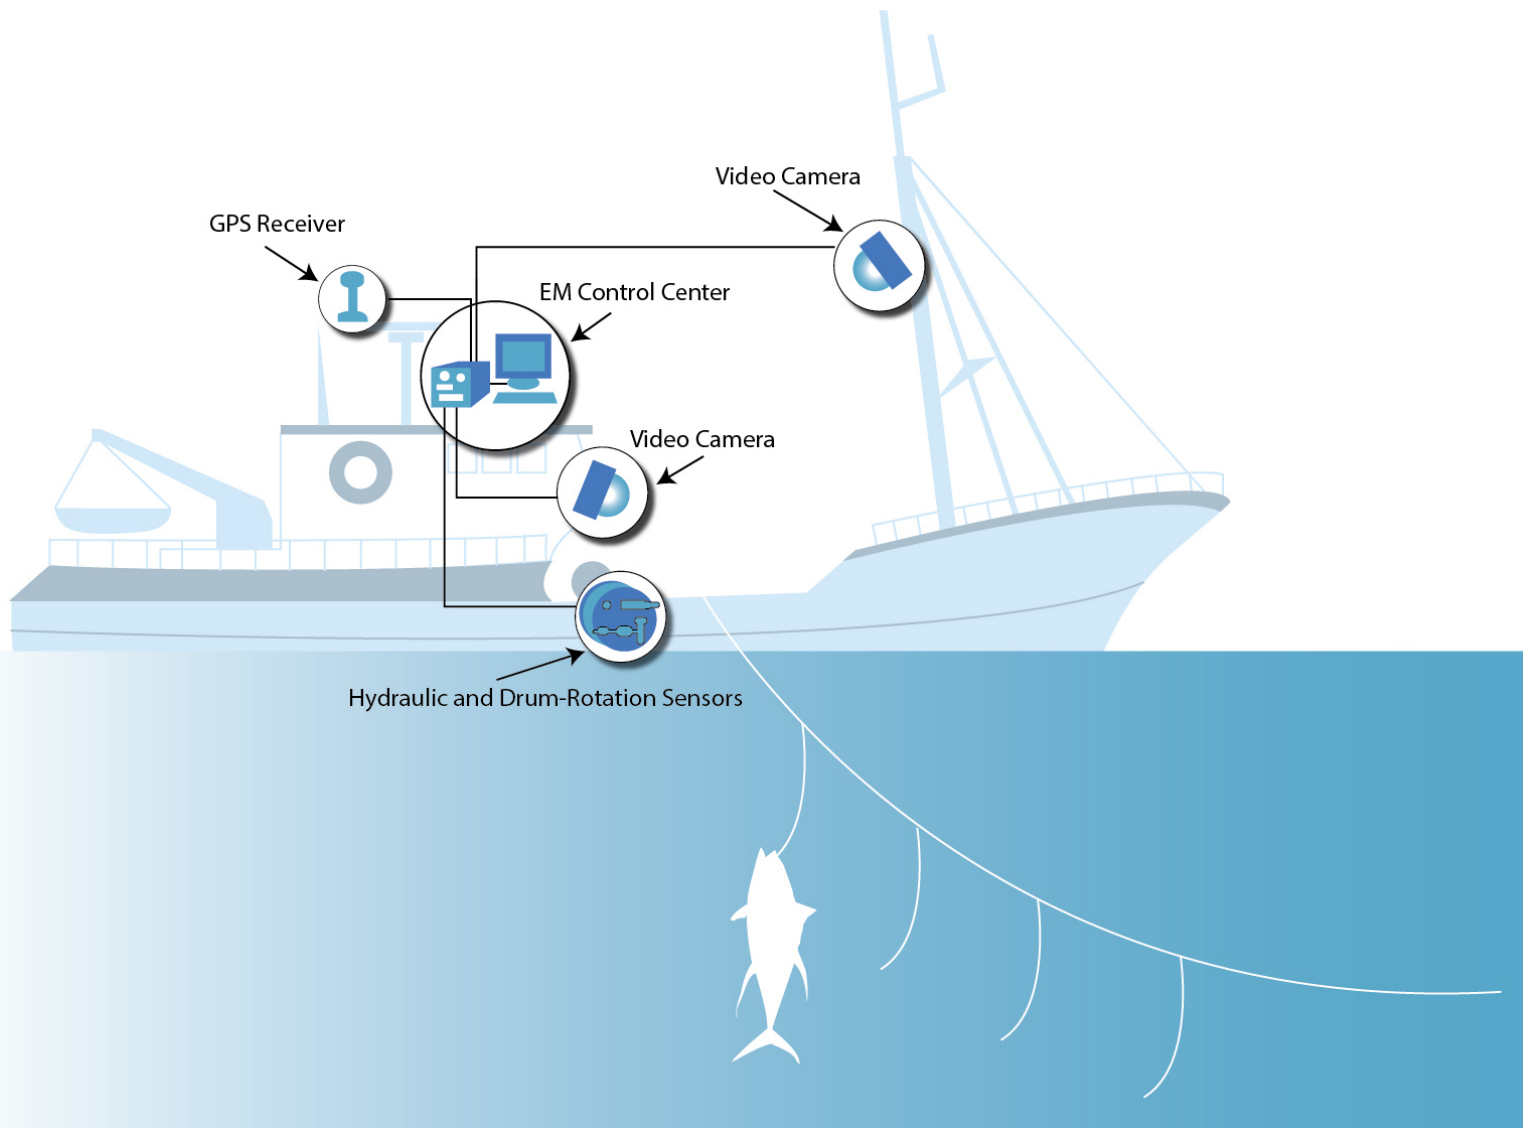 Video Camera
GPS Receiver
EM Control Center
Video Camera
Hydraulic and Drum-Rotation Sensors